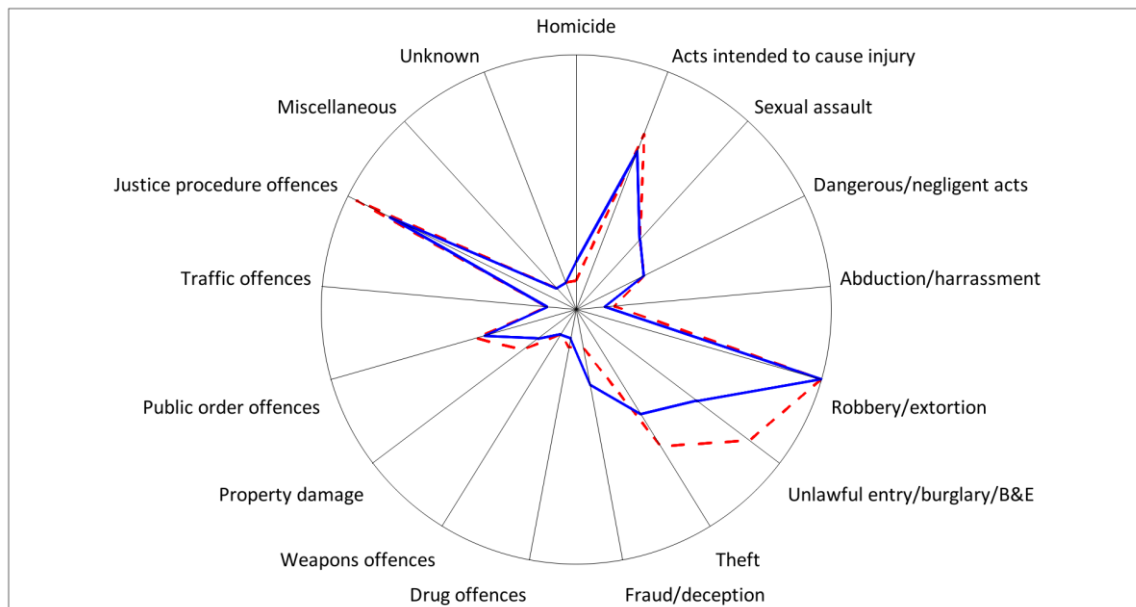 Homicide
Acts intended to cause injury
Sexual assault
Dangerous/negligent acts
Abduction/harrassment
Robbery/extortion
Unlawful entry/burglary/B&E
Theft
Fraud/deception
Drug offences
Weapons offences
Property damage
Public order offences
Traffic offences
Justice procedure offences
Miscellaneous
Unknown